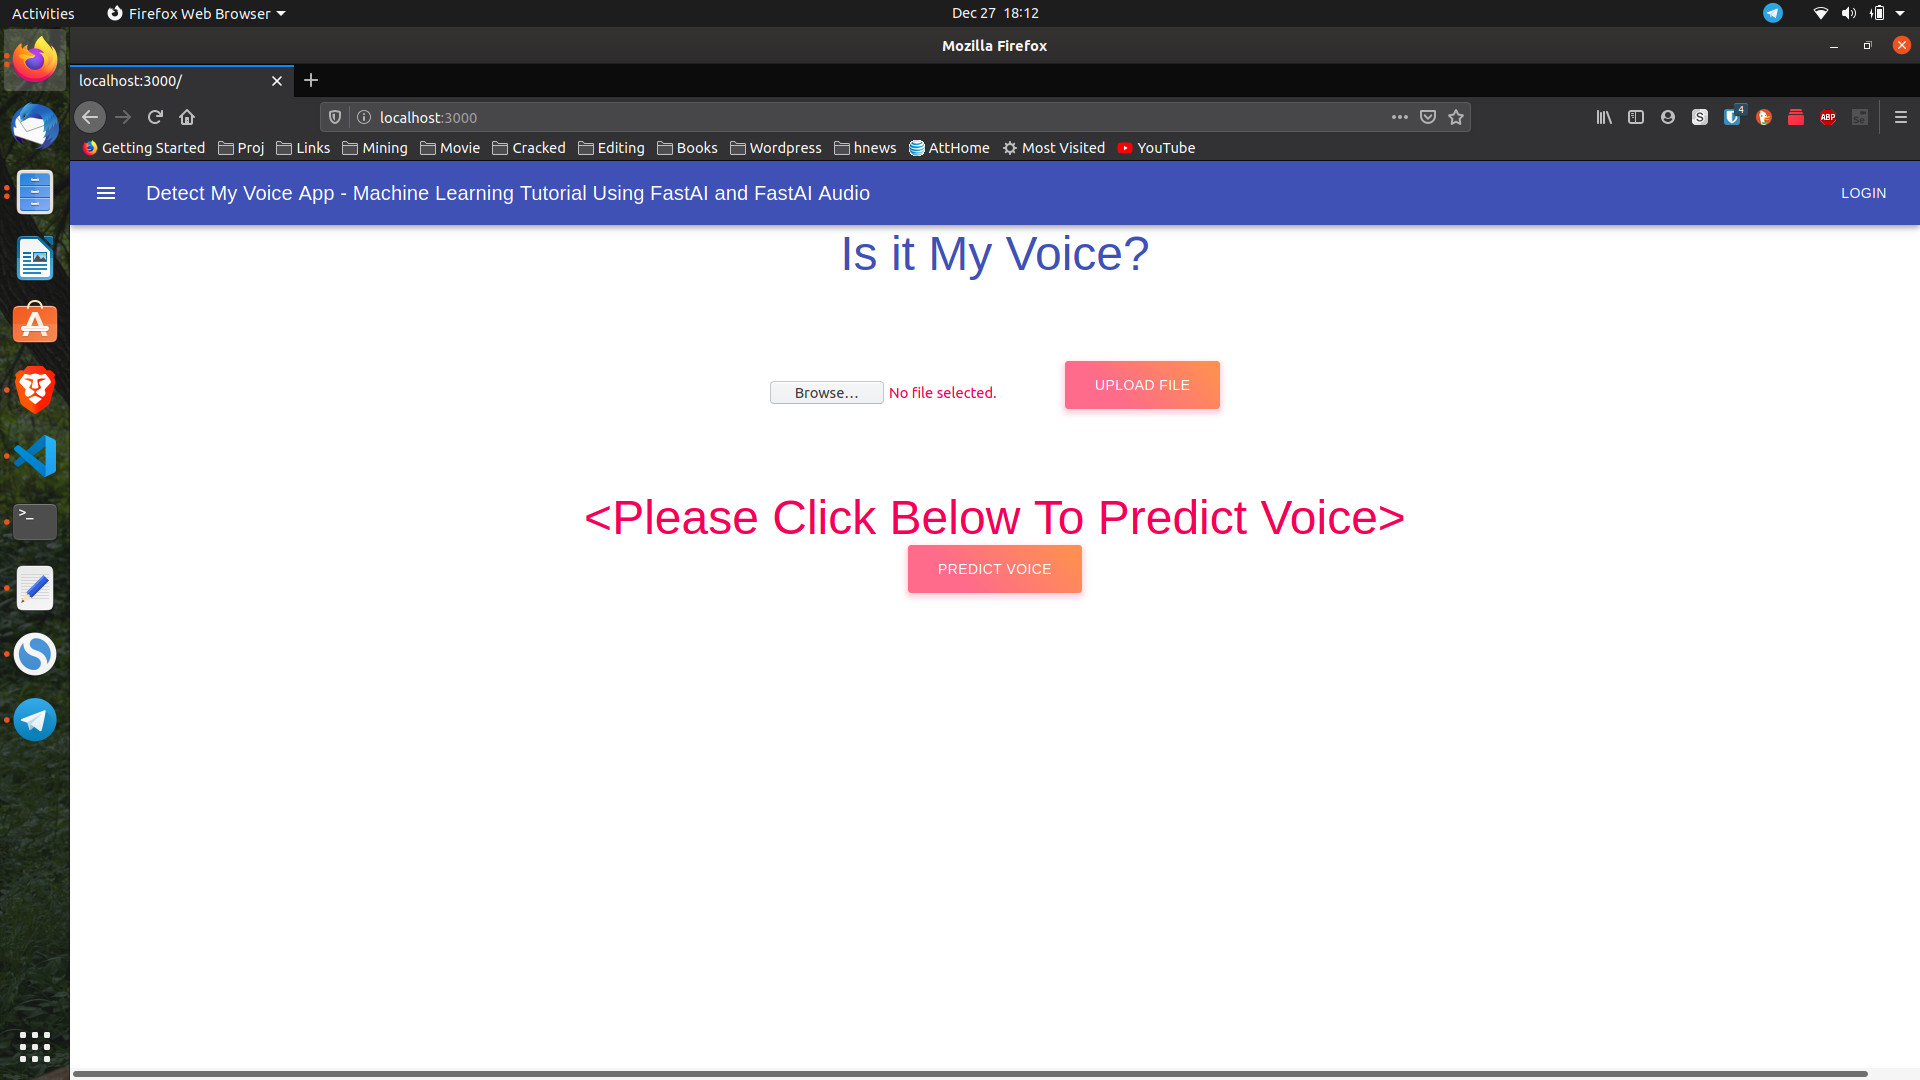 Activities Firefox Web Browser Dec 27 18:12
Mozilla Firefox
localhost:3000/
localhost:3000 S 4 ABP Se
Getting Started Proj Links Mining Movie Cracked Editing Books Wordpress hnews AttHome Most Visited YouTube
Detect My Voice App - Machine Learning Tutorial Using FastAI and FastAI Audio LOGIN
Is it My Voice?
Browse... No file selected. UPLOAD FILE
<Please Click Below To Predict Voice>
PREDICT VOICE